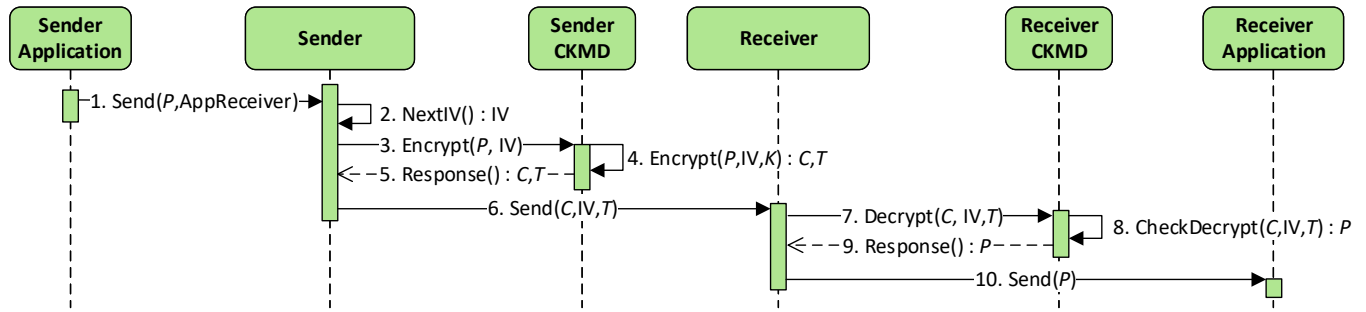 Sender
Application
Sender
Sender
CKMD
Receiver
Receiver
CKMD
Receiver
Application
1. Send(P,AppReceiver)
2. NextIV() : IV
3. Encrypt(P, IV)
4. Encrypt(P,IV,K) : C,T
5. Response() : C,T
6. Send(C,IV,T)
7. Decrypt(C, IV,T)
8. CheckDecrypt(C,IV,T) : P
9. Response() : P
10. Send(P)